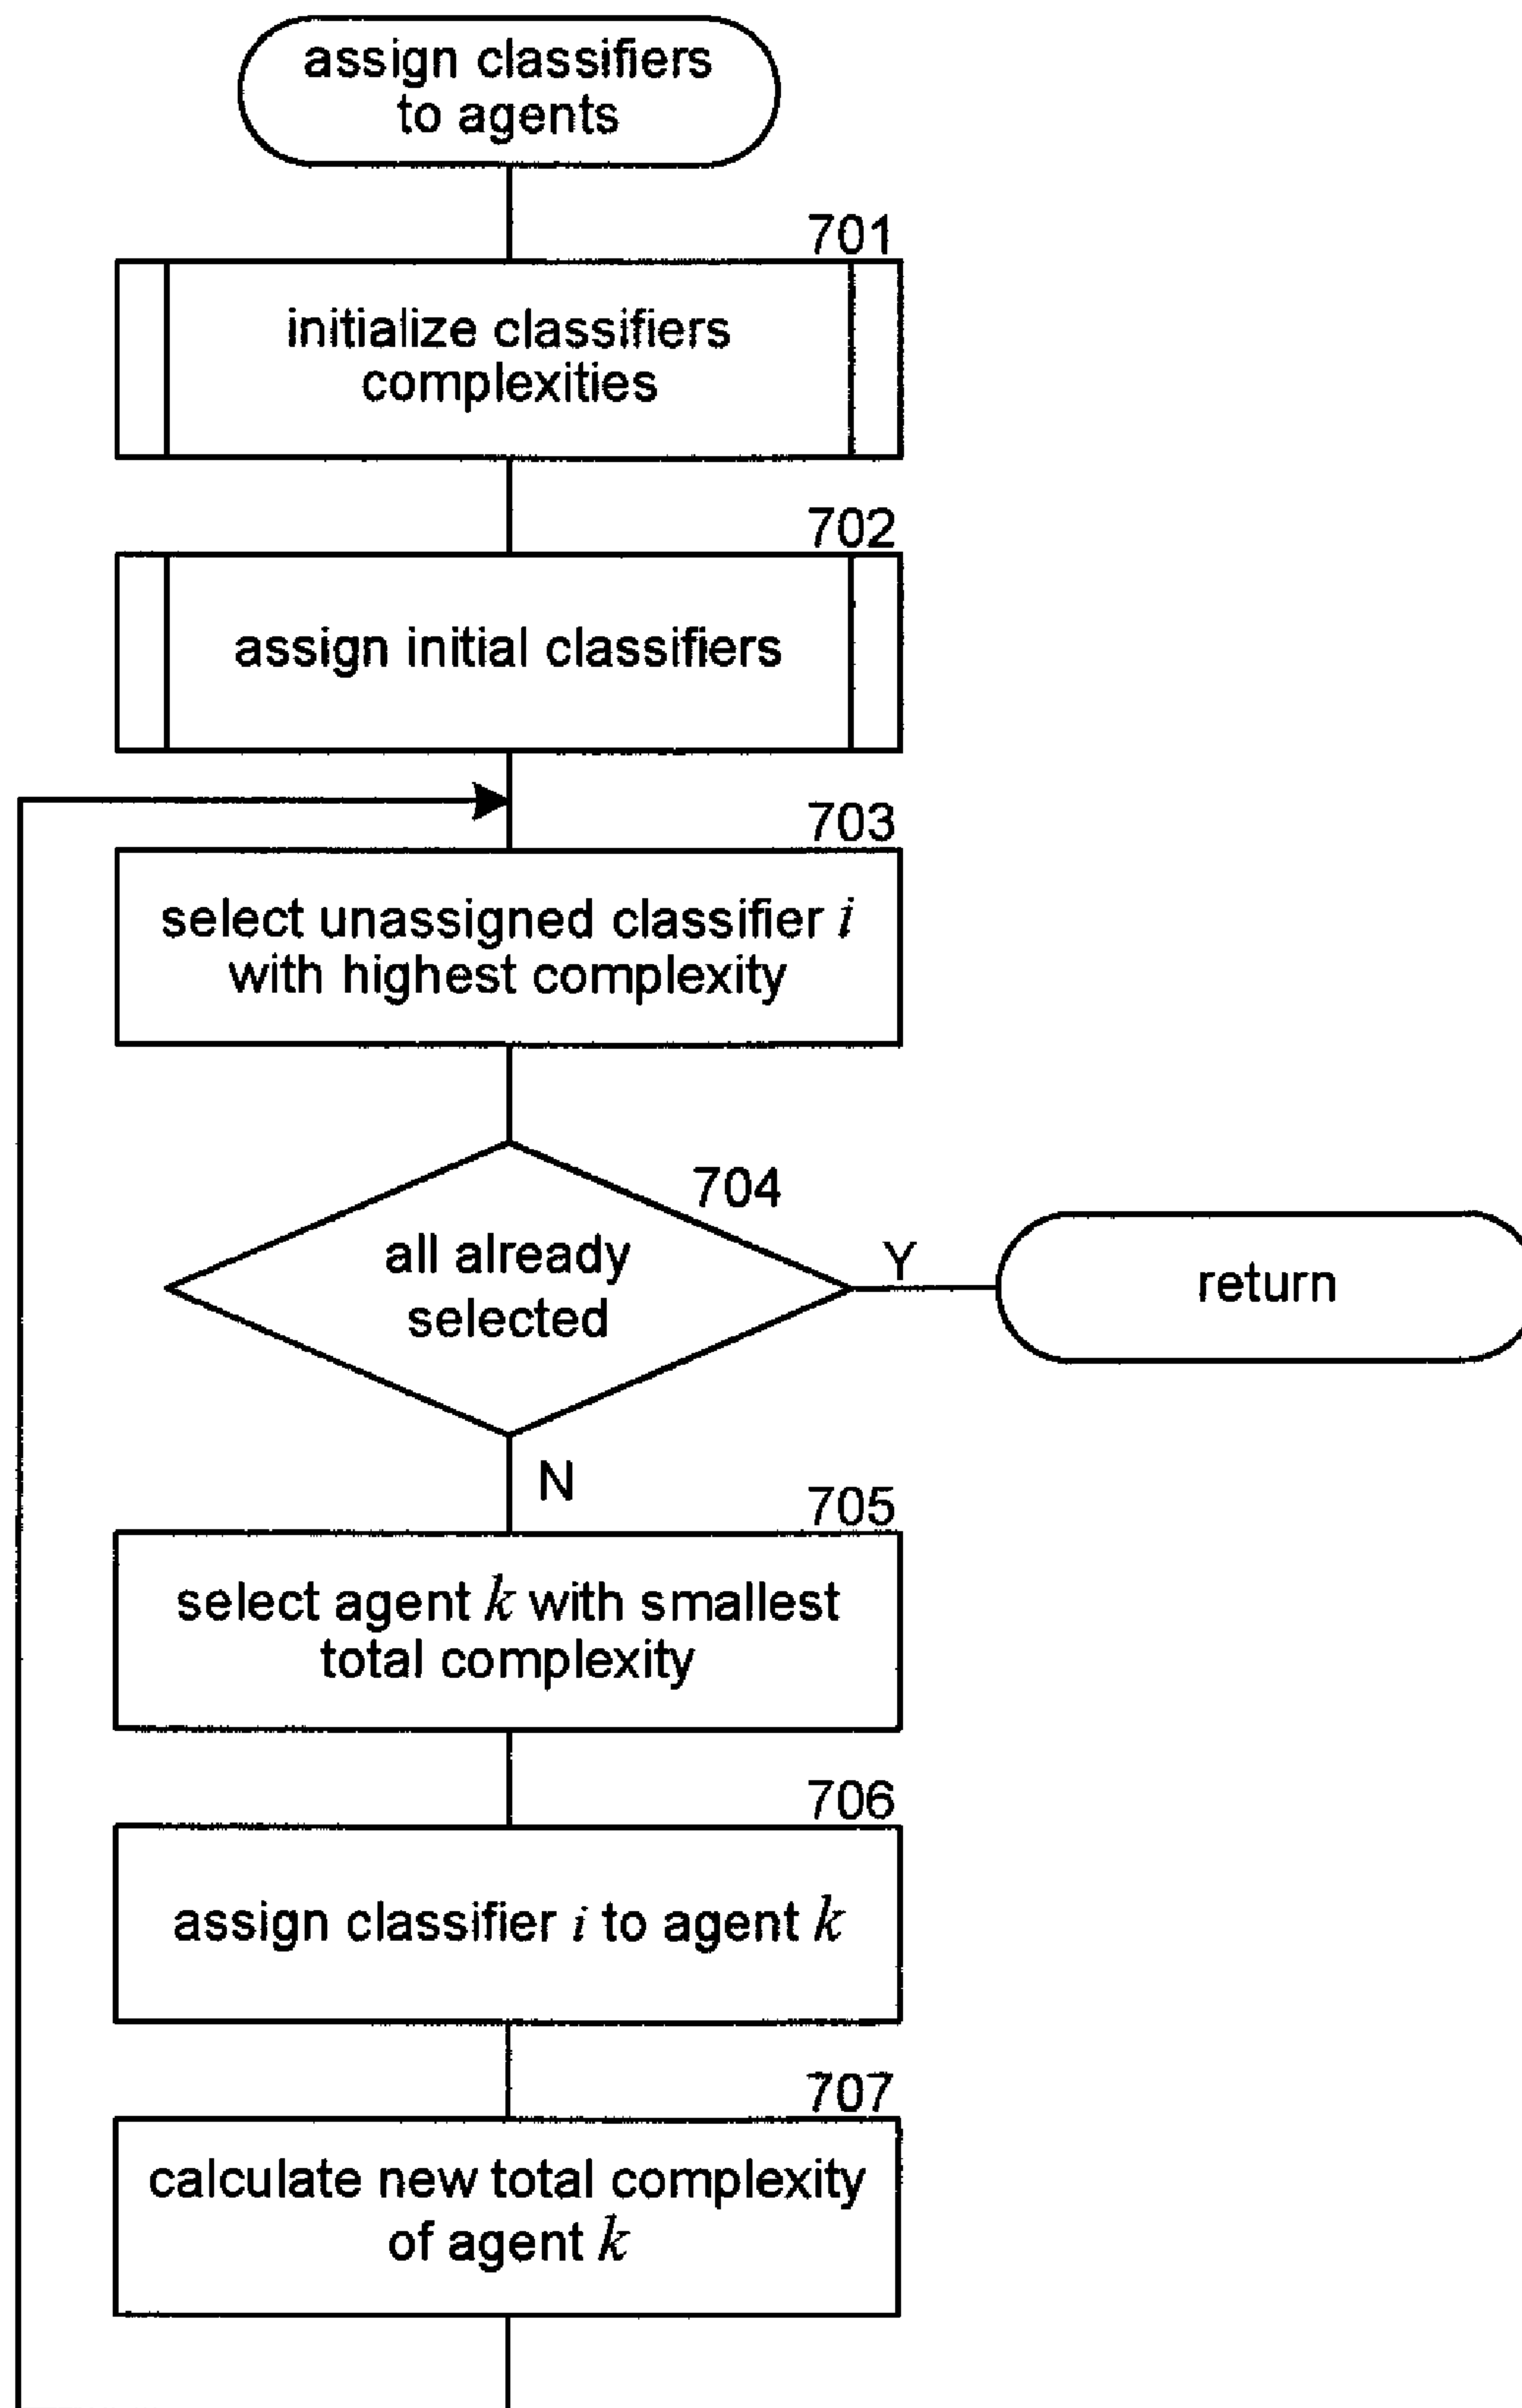 assign classifiers
to agents
701
initialize classifiers
complexities
702
assign initial classifiers
703
select unassigned classifier i
with highest complexity
704
all already
selected
Y
return
N
705
select agent k with smallest
total complexity
706
assign classifier i to agent k
707
calculate new total complexity
of agent k